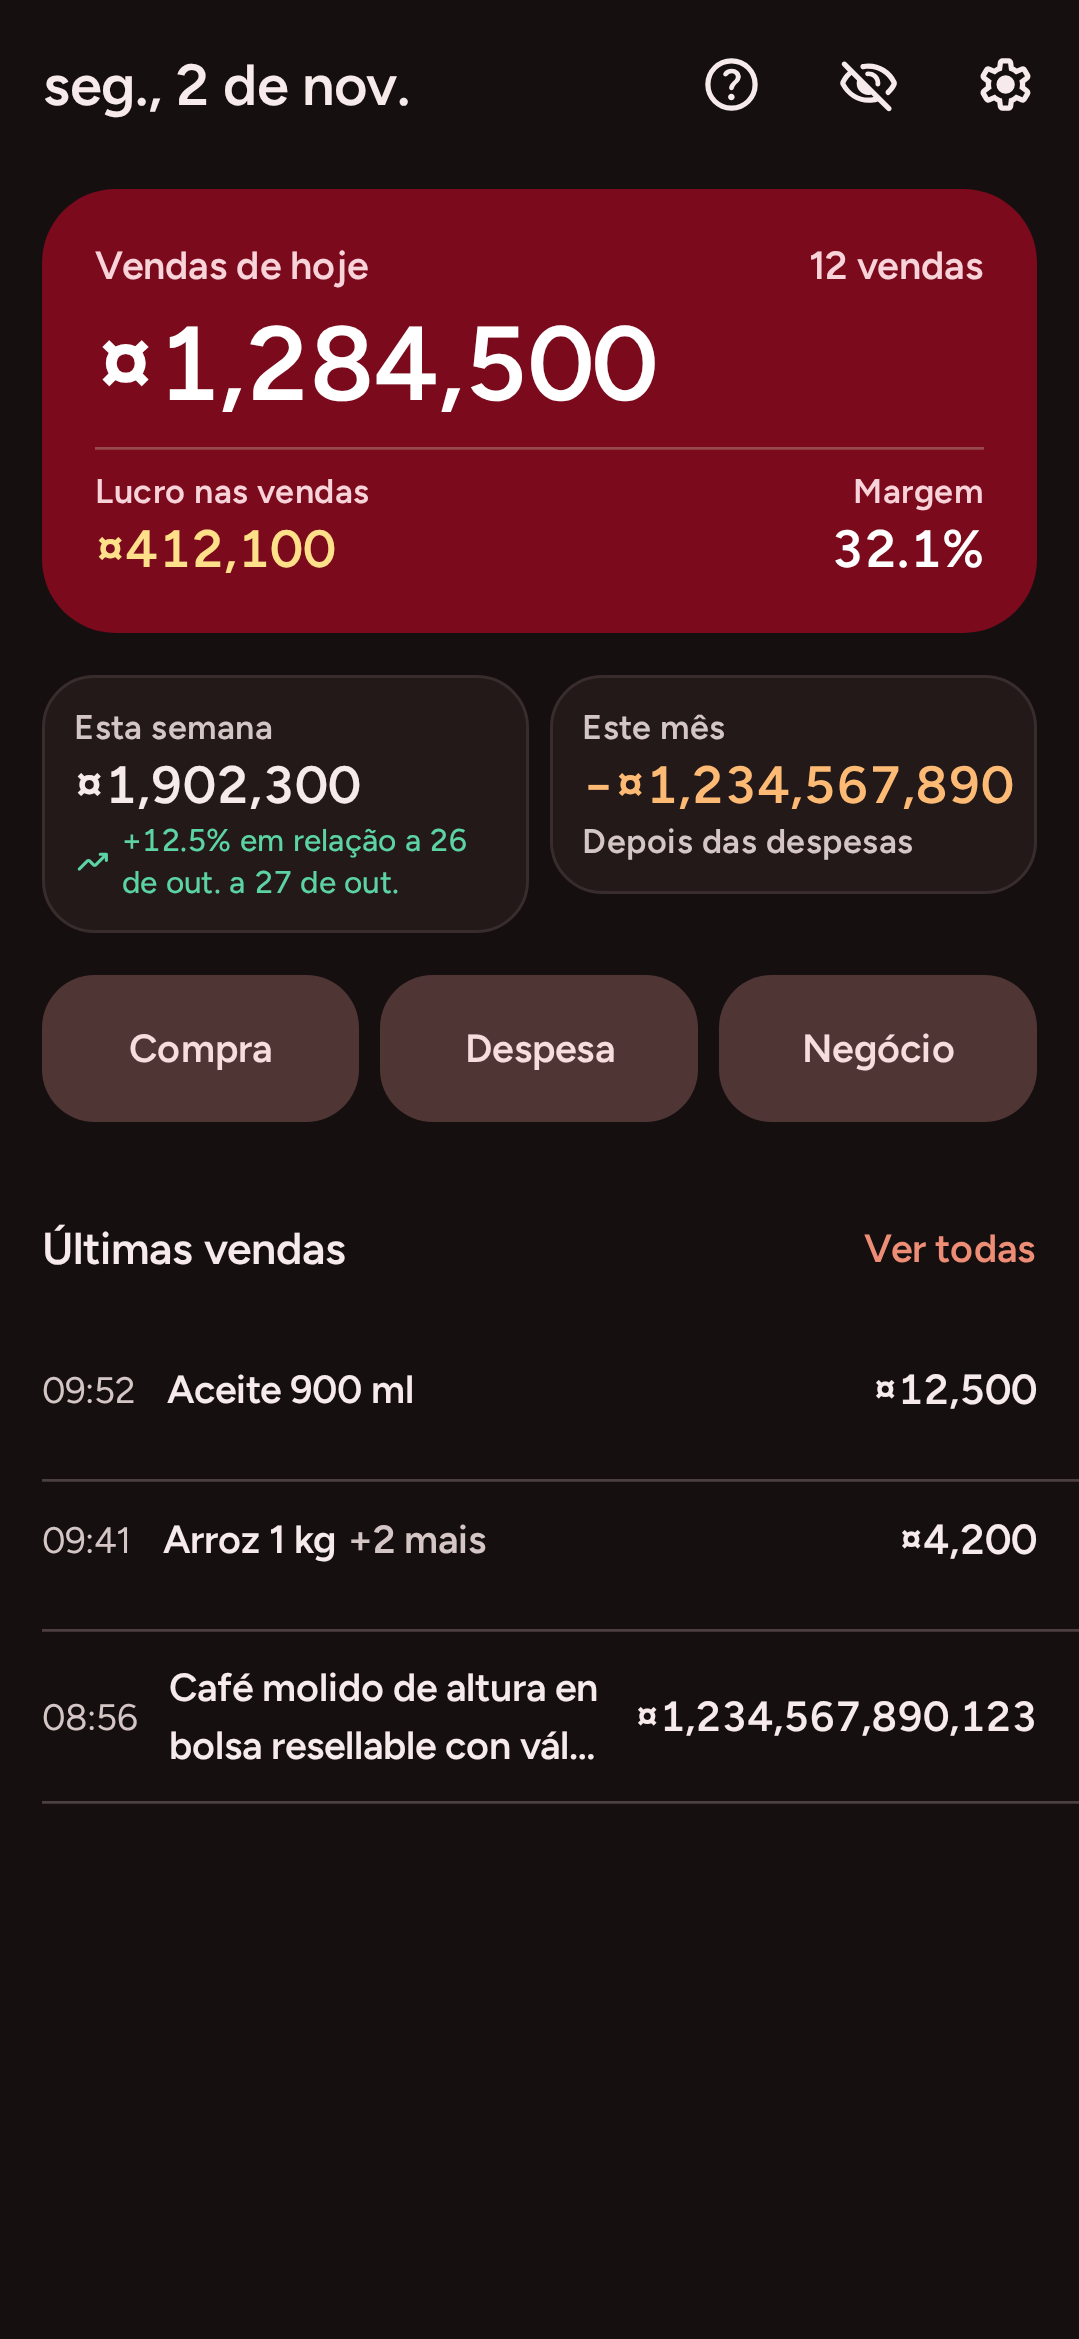 seg., 2 de nov.
Vendas de hoje
12 vendas
¤1,284,500
Lucro nas vendas
Margem
¤412,100
32.1%
Esta semana
¤1,902,300
+12.5% em relação a 26
de out. a 27 de out.
Este mês
−¤1,234,567,890
Depois das despesas
Compra
Despesa
Negócio
Últimas vendas
Ver todas
09:52 Aceite 900 ml ¤12,500
09:41 Arroz 1 kg +2 mais ¤4,200
08:56 Café molido de altura en
bolsa resellable con vál...
¤1,234,567,890,123